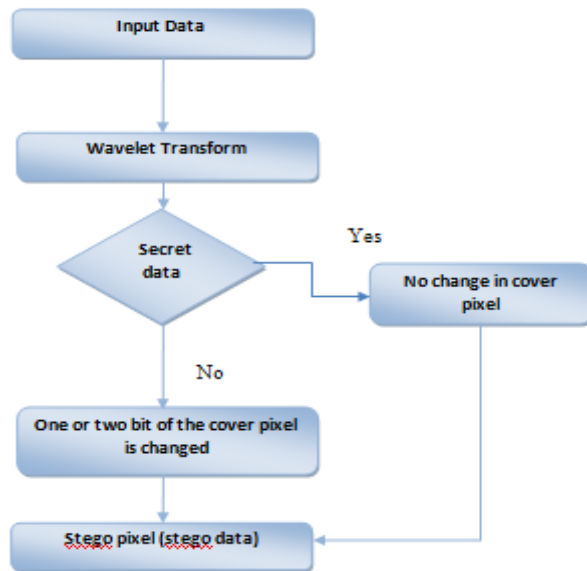 Input Data
Wavelet Transform
Secret
data
Yes
No change in cover
pixel
No
One or two bit of the cover pixel
is changed
Stego pixel (stego data)